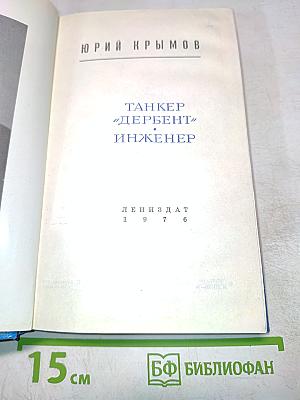 ЮРИЙ КРЫМОВ
ТАНКЕР
„ДЕРБЕНТ"
•
ИНЖЕНЕР
ЛЕНИЗДАТ
1976
15 см
БФ БИБЛИОФАН